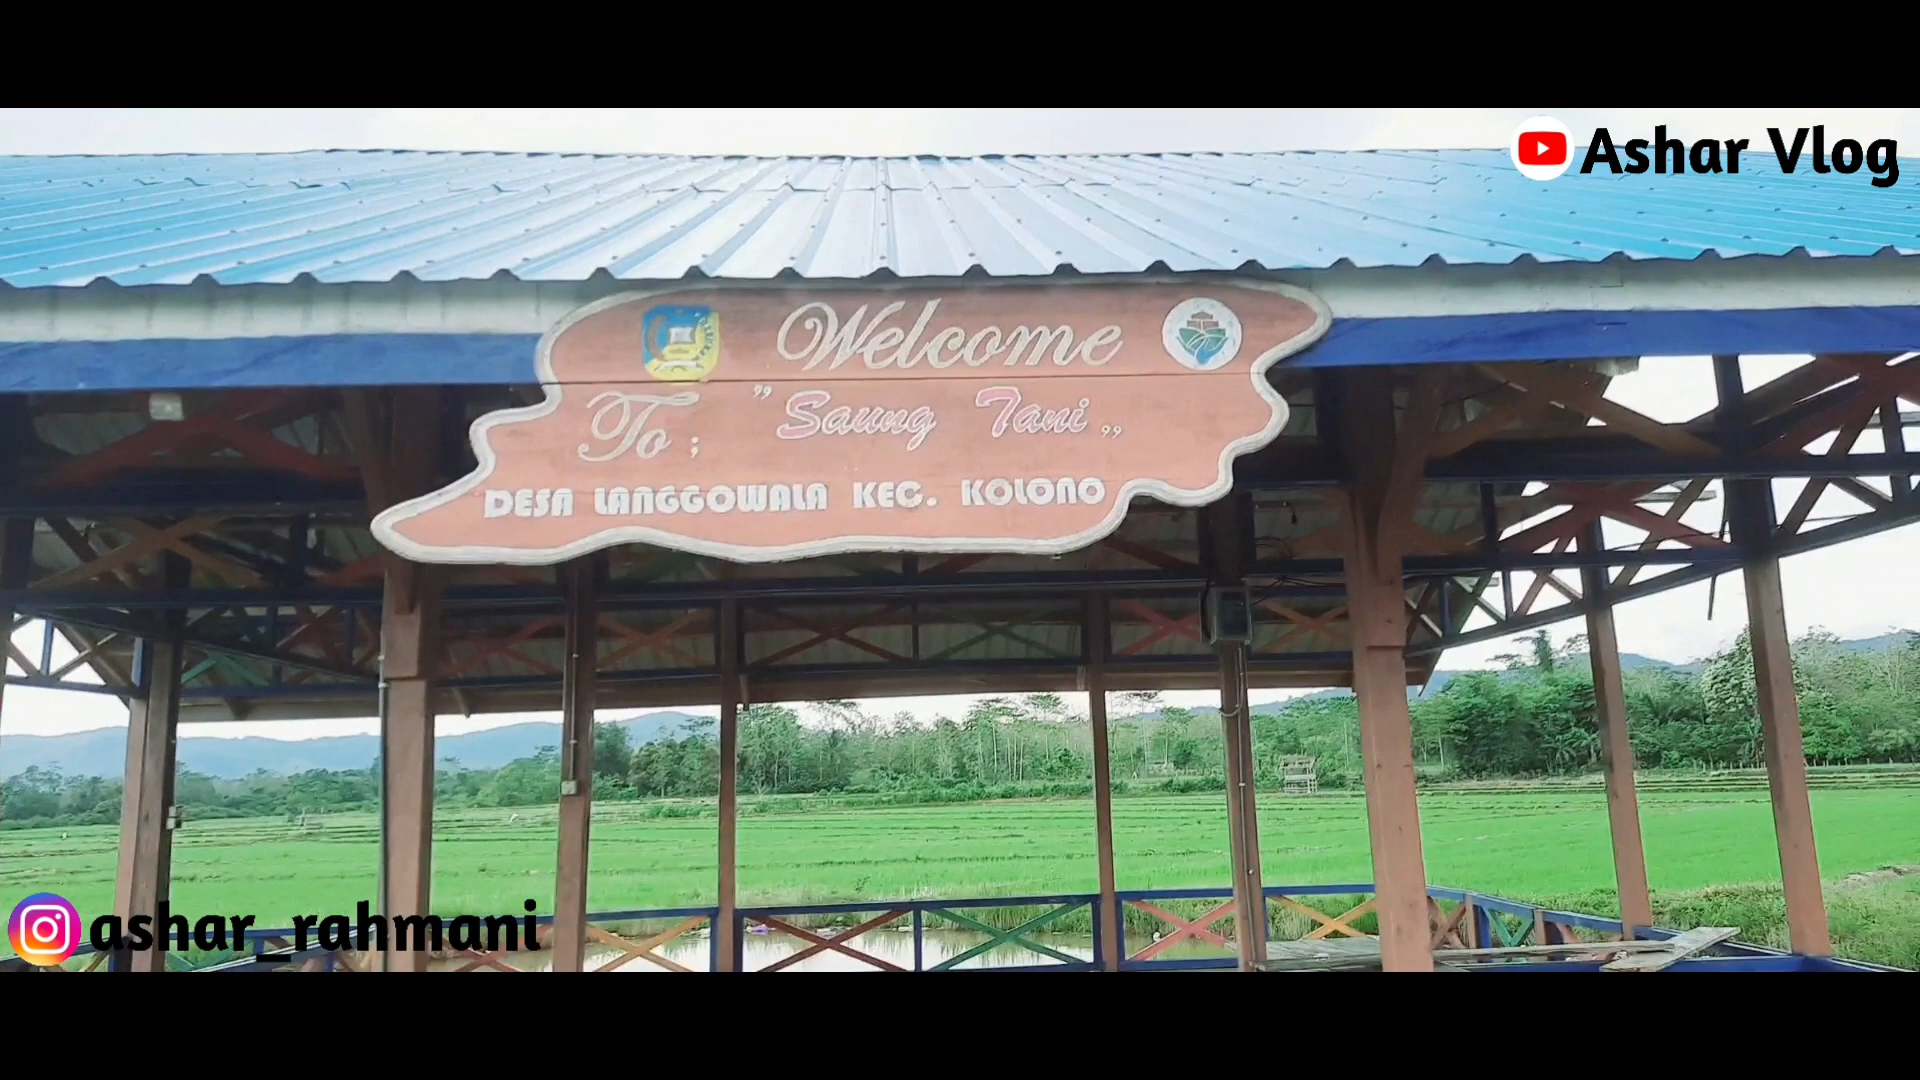 Ashar Vlog
Welcome
To ; " Saung Tani "
DESA LANGGOWALA KEC. KOLONO
ashar_rahmani